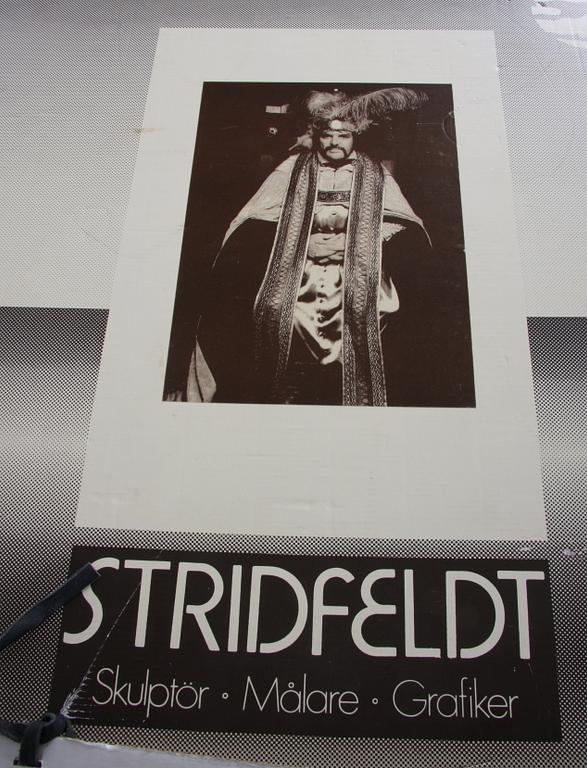 STRIDFELDT
Skulptör • Målare • Grafiker